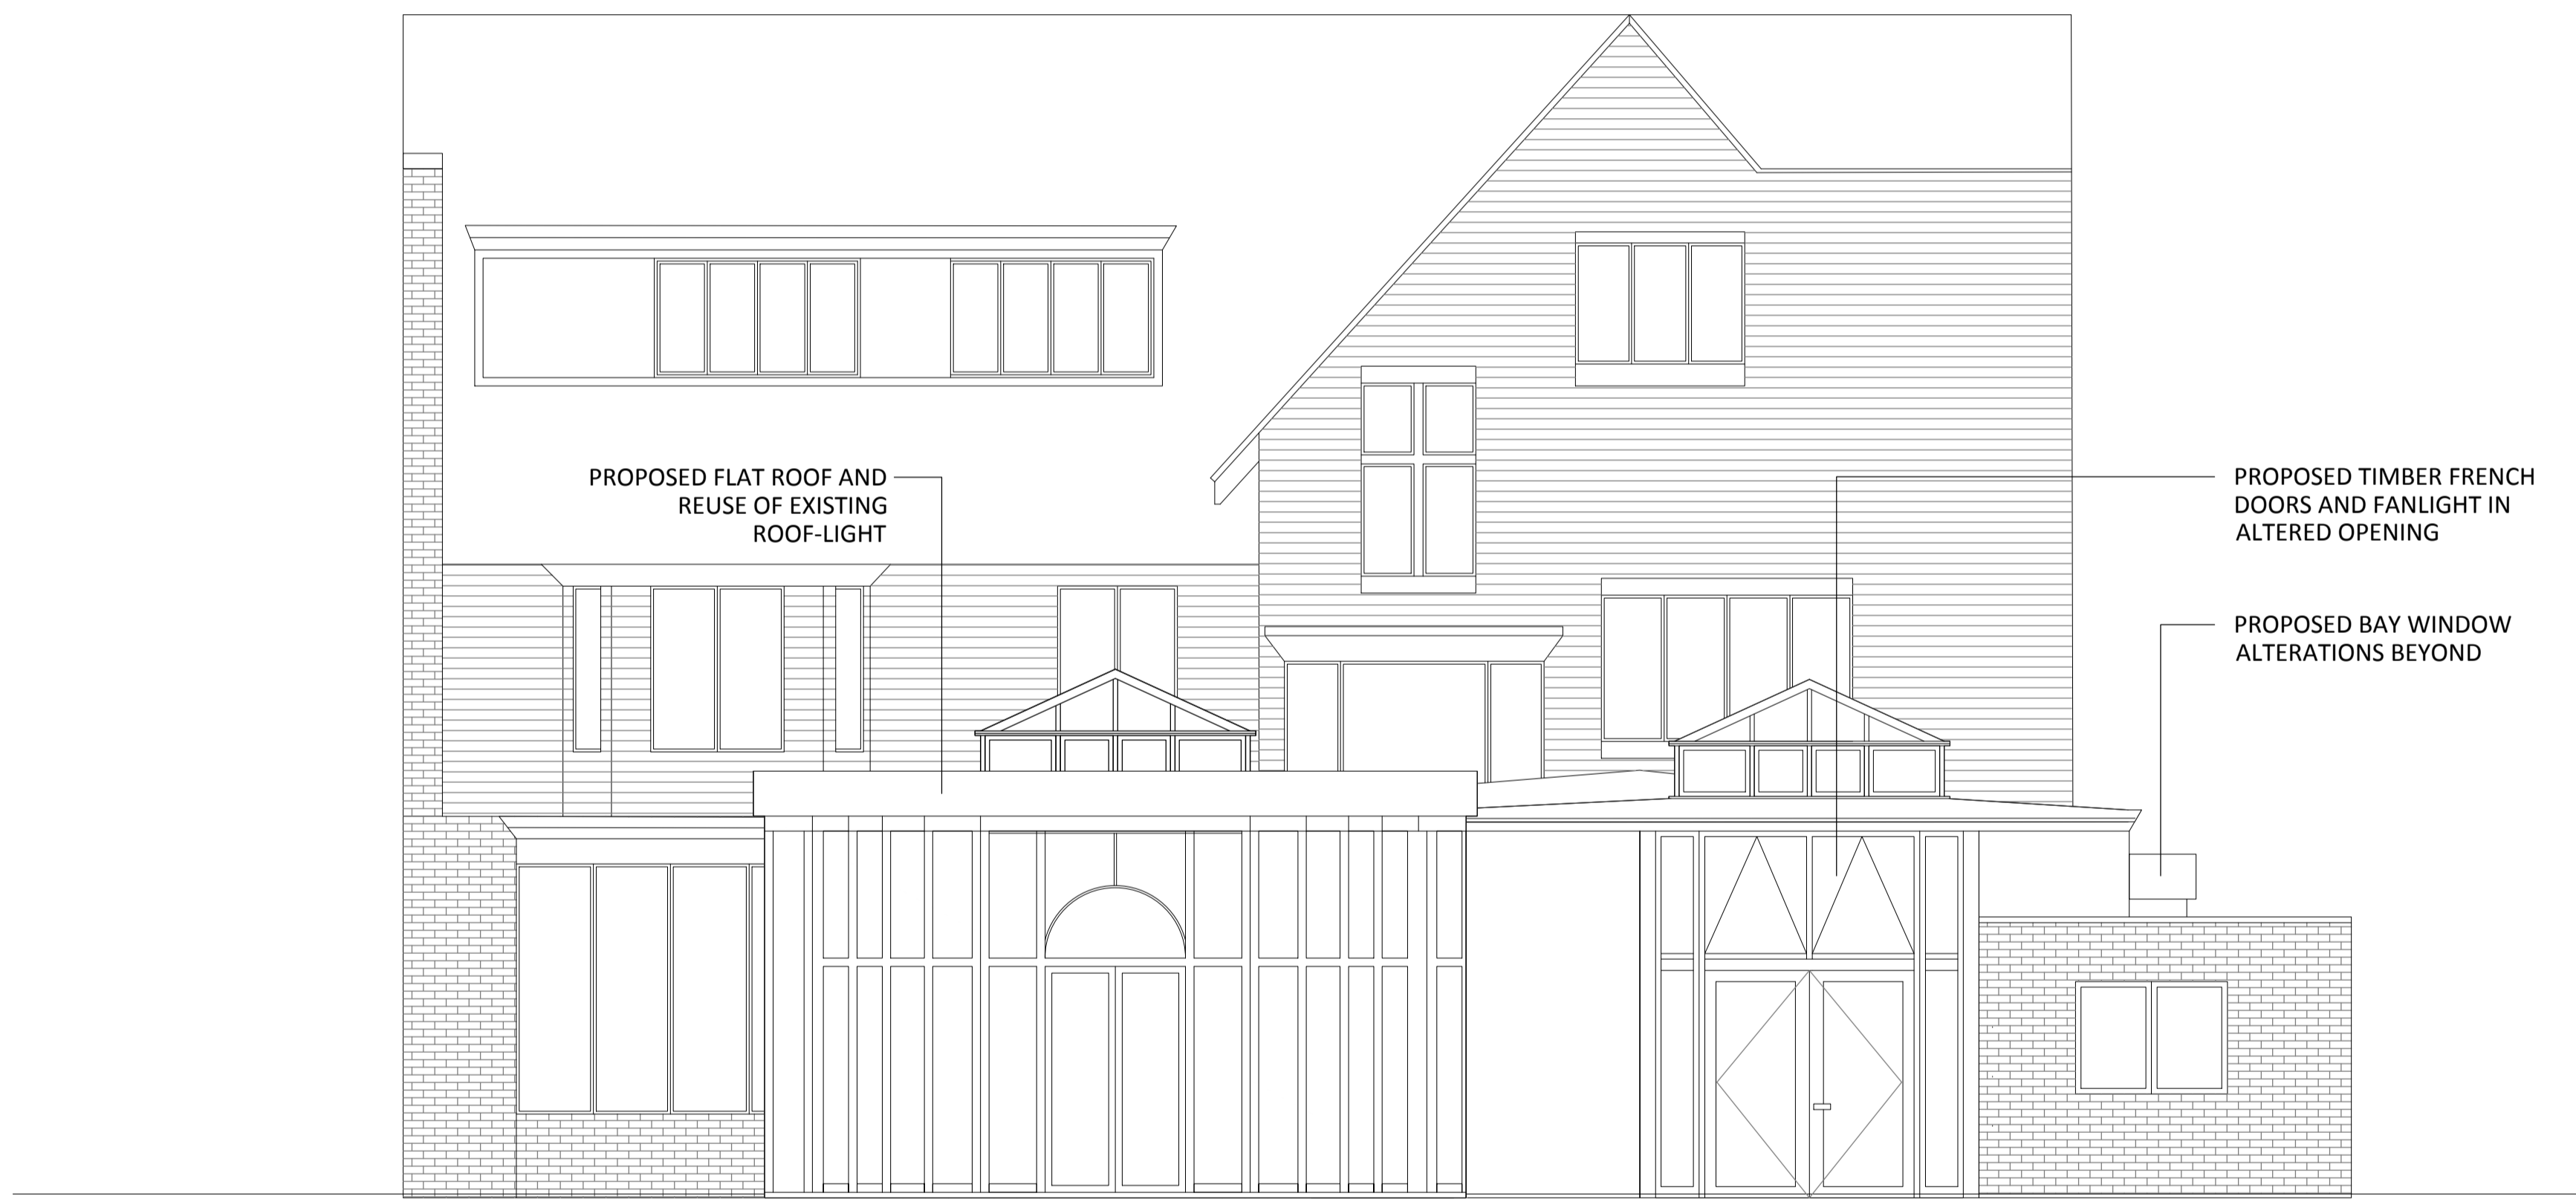 PROPOSED FLAT ROOF AND
REUSE OF EXISTING
ROOF-LIGHT
PROPOSED TIMBER FRENCH
DOORS AND FANLIGHT IN
ALTERED OPENING
PROPOSED BAY WINDOW
ALTERATIONS BEYOND